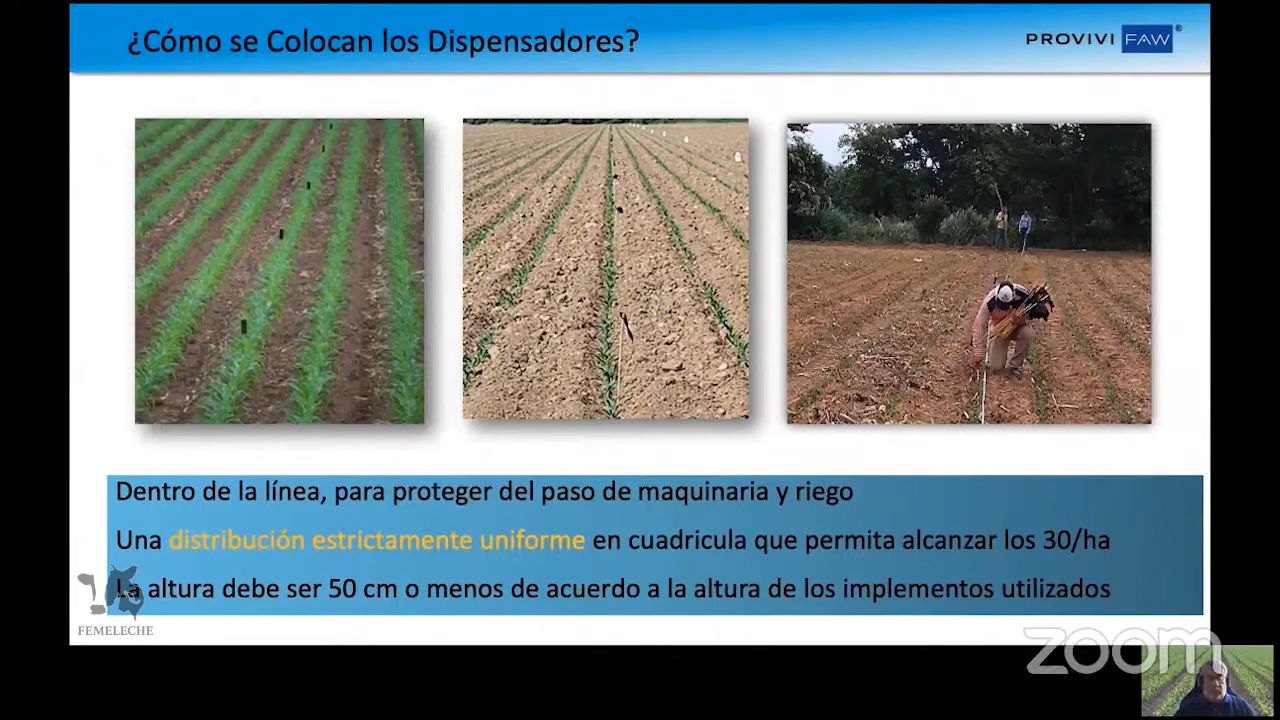 ¿Cómo se Colocan los Dispensadores?
PROVIVI FAW®
Dentro de la línea, para proteger del paso de maquinaria y riego
Una distribución estrictamente uniforme en cuadricula que permita alcanzar los 30/ha
La altura debe ser 50 cm o menos de acuerdo a la altura de los implementos utilizados
FEMELECHE
zoom